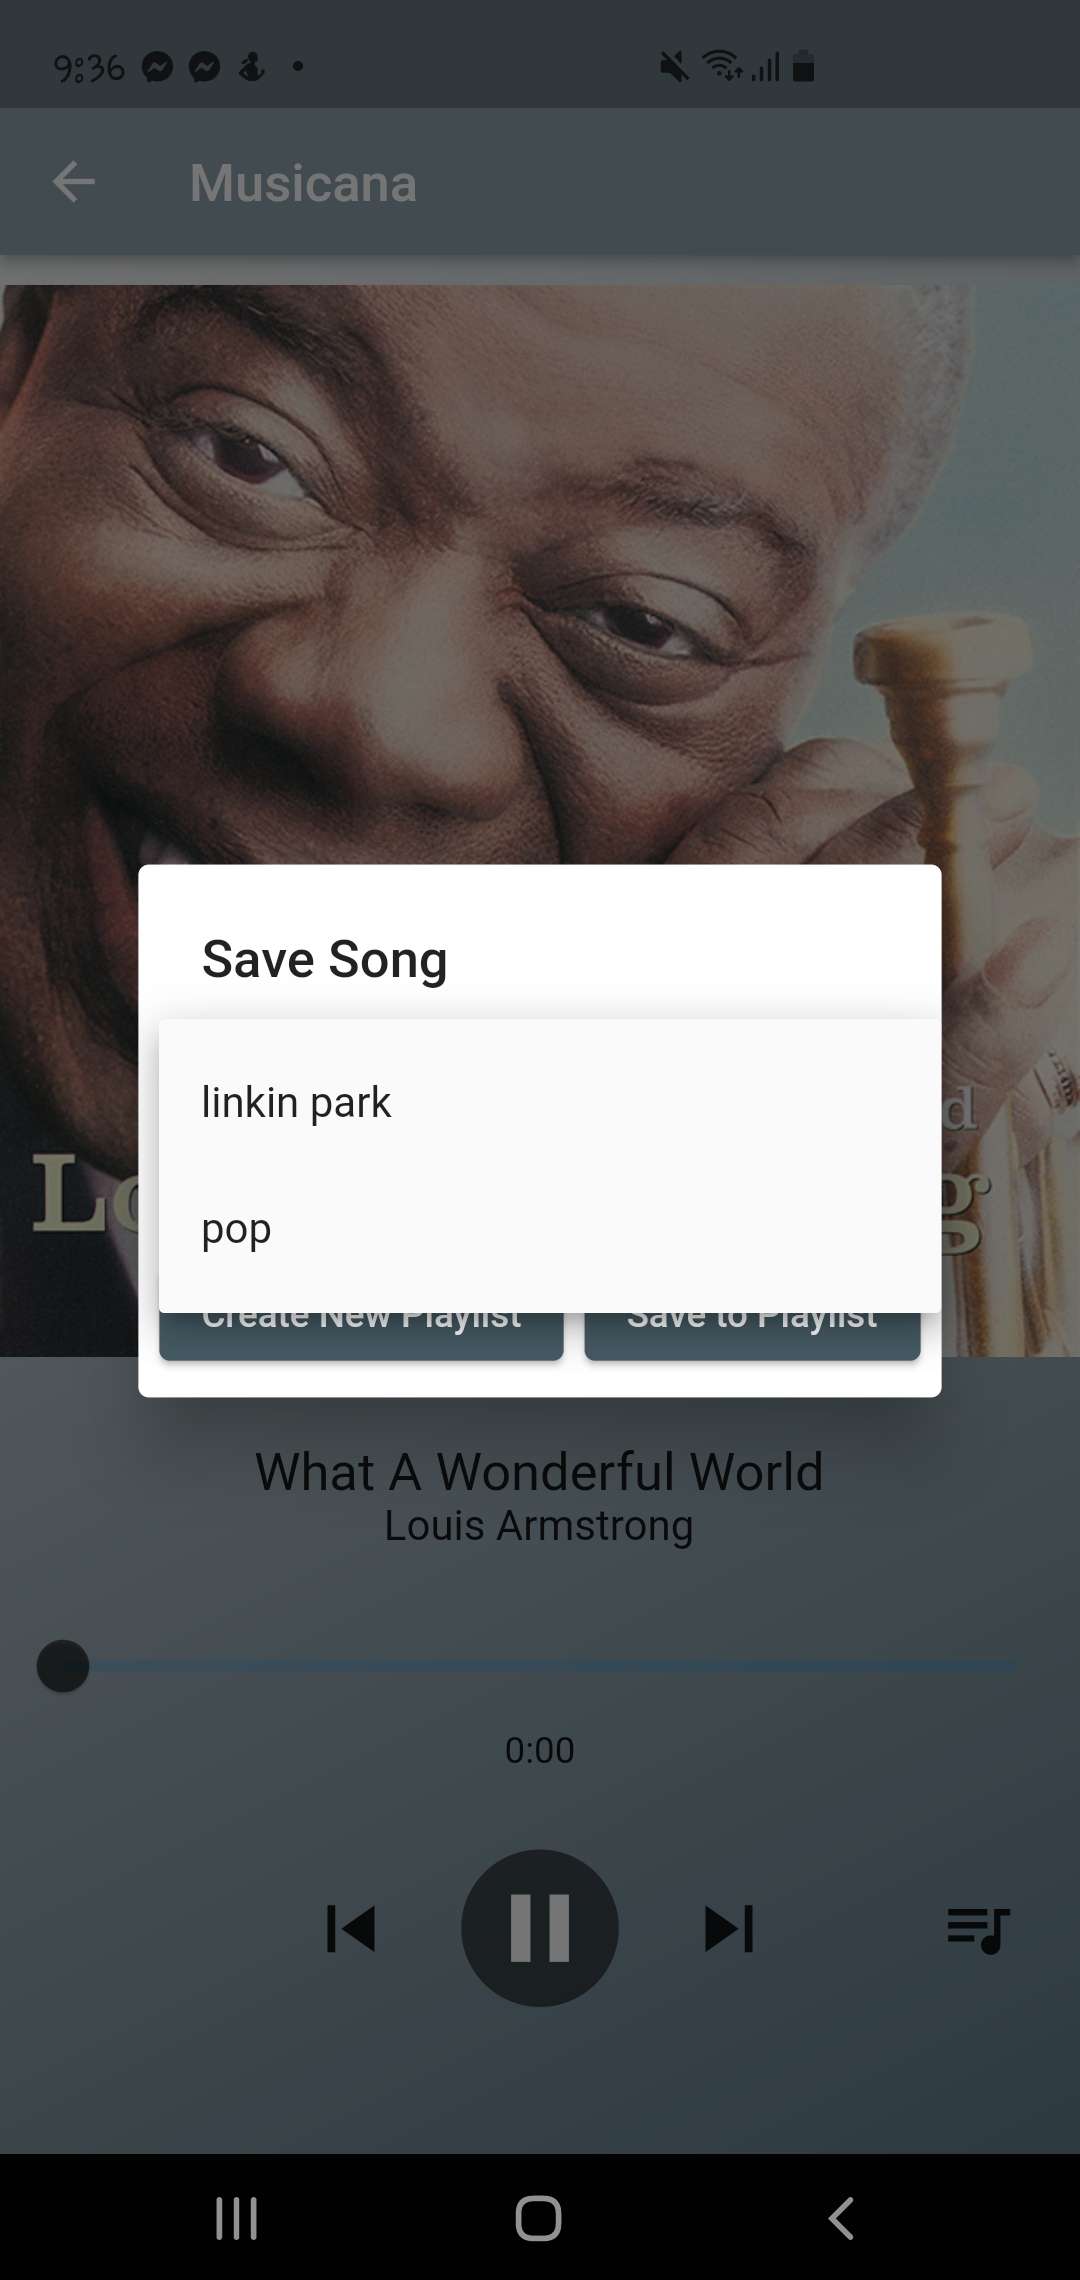 9:36
Musicana
Save Song
linkin park
d
pop
L
g
Create New Playlist Save to Playlist
What A Wonderful World
Louis Armstrong
0:00